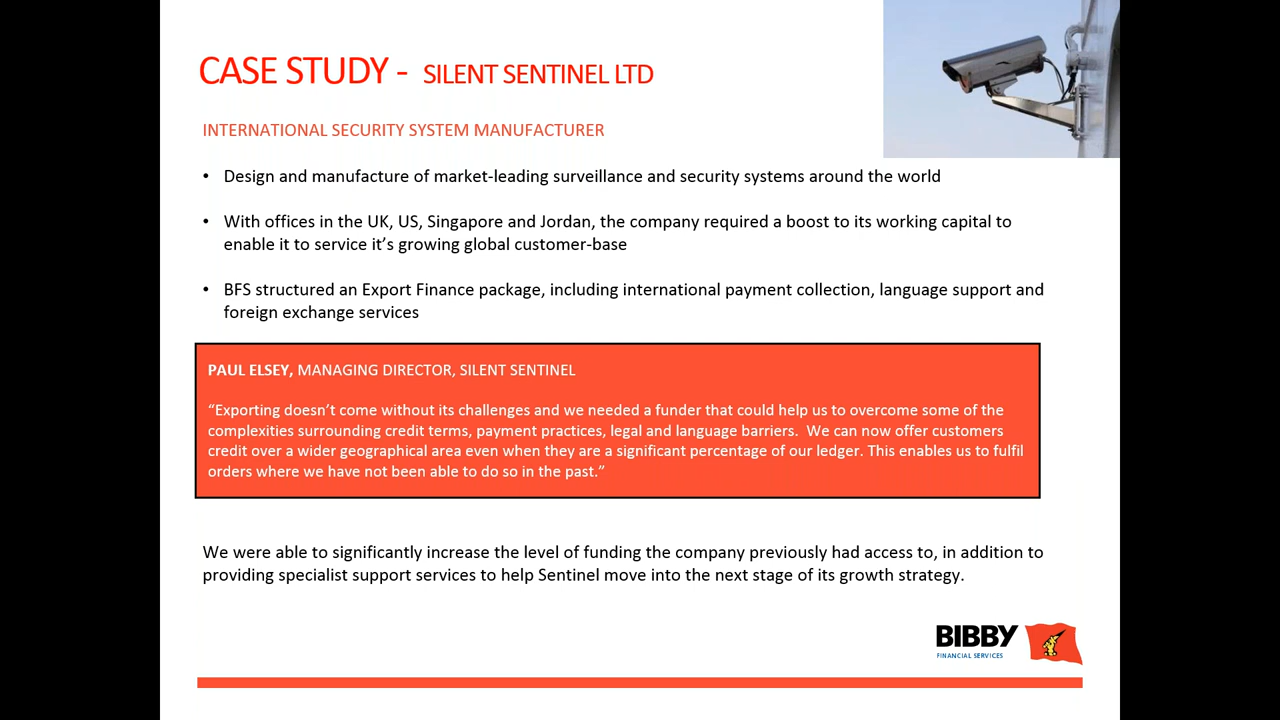 CASE STUDY - SILENT SENTINEL LTD
INTERNATIONAL SECURITY SYSTEM MANUFACTURER
• Design and manufacture of market-leading surveillance and security systems around the world
• With offices in the UK, US, Singapore and Jordan, the company required a boost to its working capital to
enable it to service it’s growing global customer-base
• BFS structured an Export Finance package, including international payment collection, language support and
foreign exchange services
PAUL ELSEY, MANAGING DIRECTOR, SILENT SENTINEL
“Exporting doesn’t come without its challenges and we needed a funder that could help us to overcome some of the
complexities surrounding credit terms, payment practices, legal and language barriers.  We can now offer customers
credit over a wider geographical area even when they are a significant percentage of our ledger. This enables us to fulfil
orders where we have not been able to do so in the past.”
We were able to significantly increase the level of funding the company previously had access to, in addition to
providing specialist support services to help Sentinel move into the next stage of its growth strategy.
BIBBY
FINANCIAL SERVICES